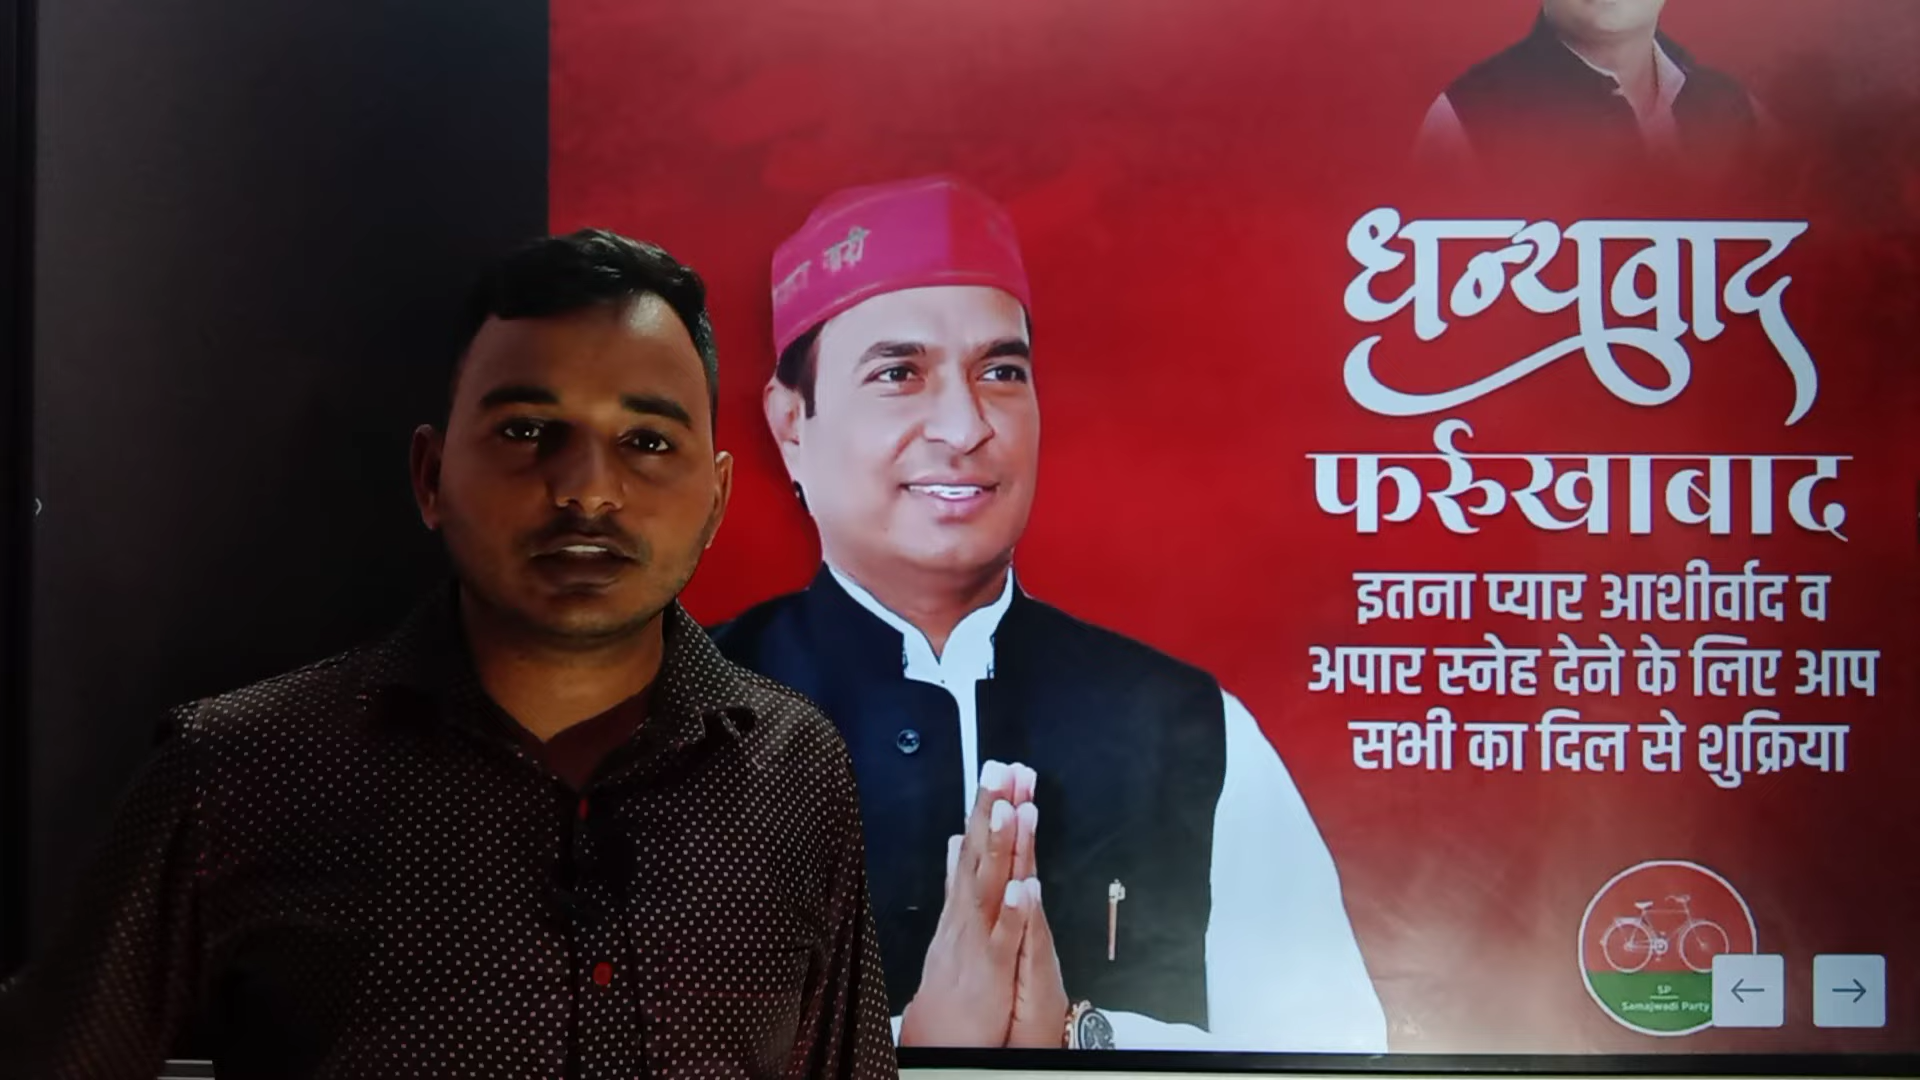 धन्यवाद
फर्रुखाबाद
इतना प्यार आशीर्वाद व
अपार स्नेह देने के लिए आप
सभी का दिल से शुक्रिया
SP
Samajwadi Party